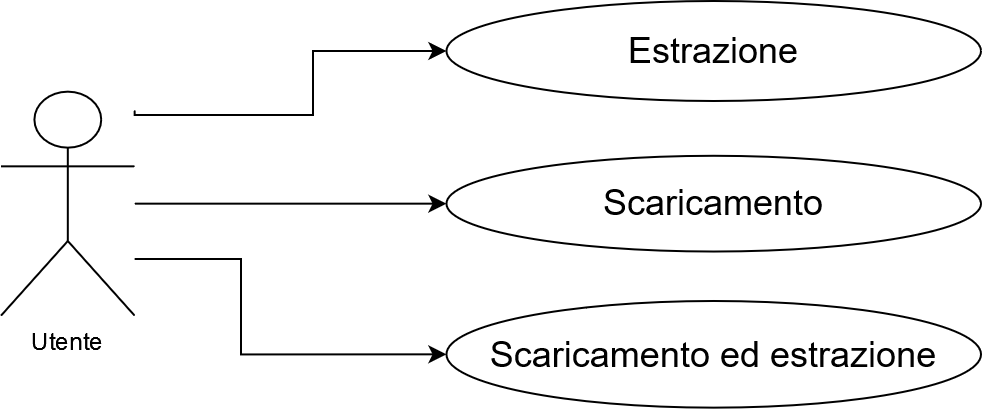 Estrazione
Scaricamento
Utente
Scaricamento ed estrazione